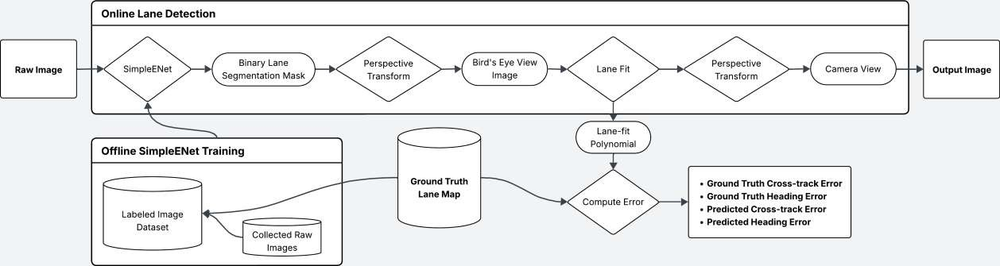 Online Lane Detection
Raw Image
SimpleENet
Binary Lane
Segmentation Mask
Perspective
Transform
Bird's Eye View
Image
Lane Fit
Perspective
Transform
Camera View
Output Image
Lane-fit
Polynomial
Offline SimpleENet Training
Labeled Image
Dataset
Collected Raw
Images
Ground Truth
Lane Map
Compute Error
• Ground Truth Cross-track Error
• Ground Truth Heading Error
• Predicted Cross-track Error
• Predicted Heading Error